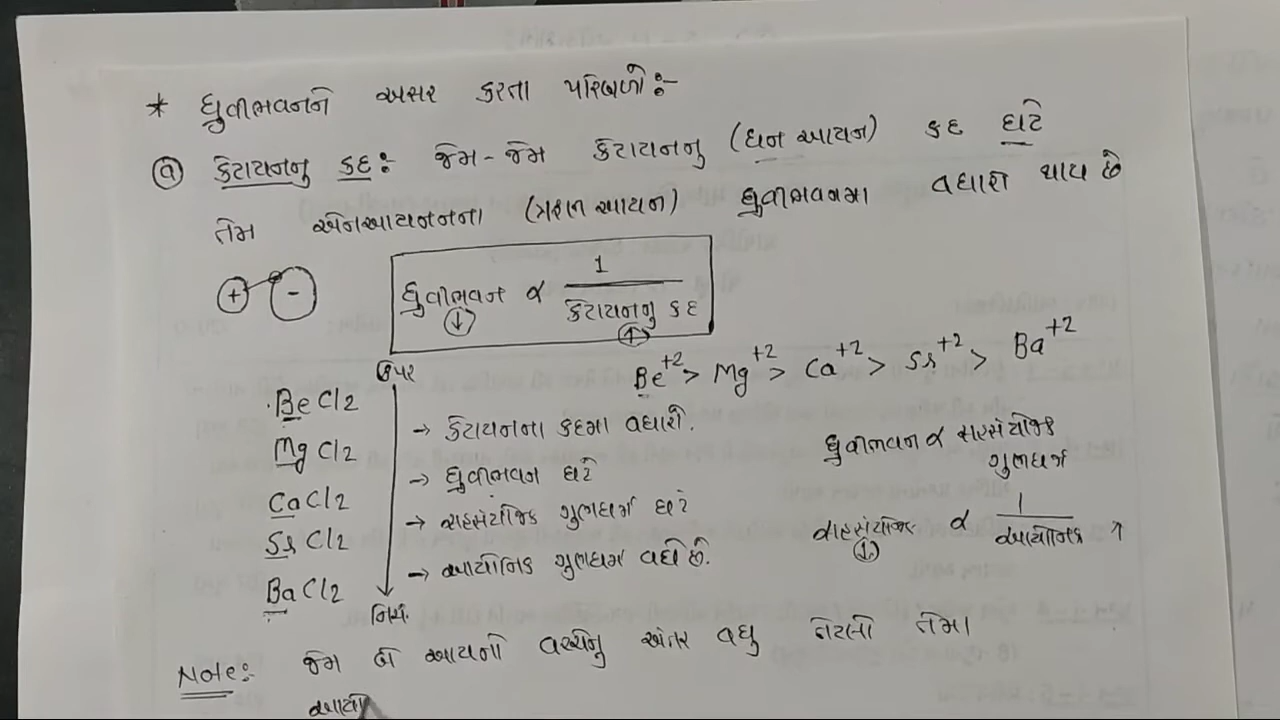 * ધ્રુવીભવનને અસર કરતા પરિબળો :-
(a) કેટાયનનુ કદ :- જેમ - જેમ કેટાયનનુ (ધન આયન) કદ ઘટે
તેમ એનઆયનનના (ઋણ આયન) ધ્રુવીભવનમા વધારો થાય છે
+ -
ધ્રુવીભવન ∝ 1 / કેટાયનનુ કદ
↓ ↑
Be+2 > Mg+2 > Ca+2 > Sr+2 > Ba+2
ઉપર
BeCl2
MgCl2
CaCl2
SrCl2
BaCl2
→ કેટાયનના કદમા વધારો.
→ ધ્રુવીભવન ઘટે
→ સહસંયોજક ગુણધર્મ ઘટે
→ આયોનિક ગુણધર્મ વધે છે.
ધ્રુવીભવન ∝ સહસંયોજક
ગુણધર્મ
સહસંયોજક ∝ 1 / આયોનિક ↑
↓
Note :- જેમ બે આયનો વચ્ચેનુ અંતર વધુ તેટલો તેમા
આયો